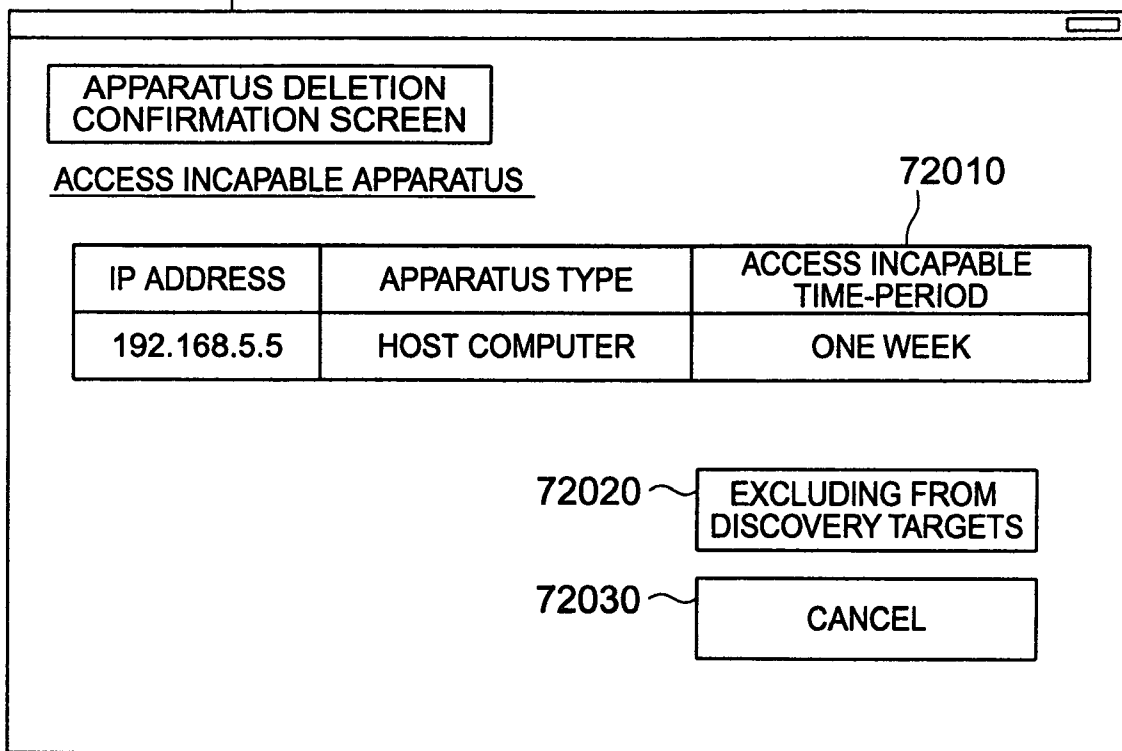 APPARATUS DELETION
CONFIRMATION SCREEN
ACCESS INCAPABLE APPARATUS
72010
IP ADDRESS APPARATUS TYPE ACCESS INCAPABLE
TIME-PERIOD
192.168.5.5 HOST COMPUTER ONE WEEK
72020 EXCLUDING FROM
DISCOVERY TARGETS
72030 CANCEL